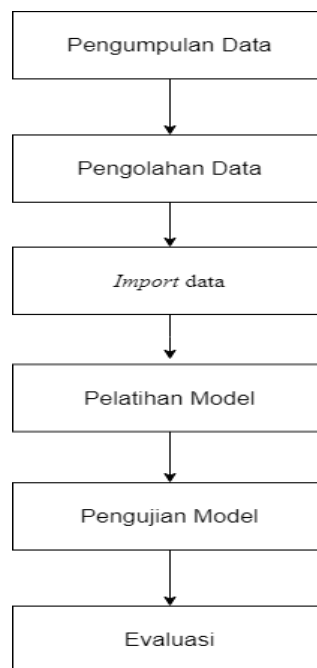 Pengumpulan Data
Pengolahan Data
Import data
Pelatihan Model
Pengujian Model
Evaluasi